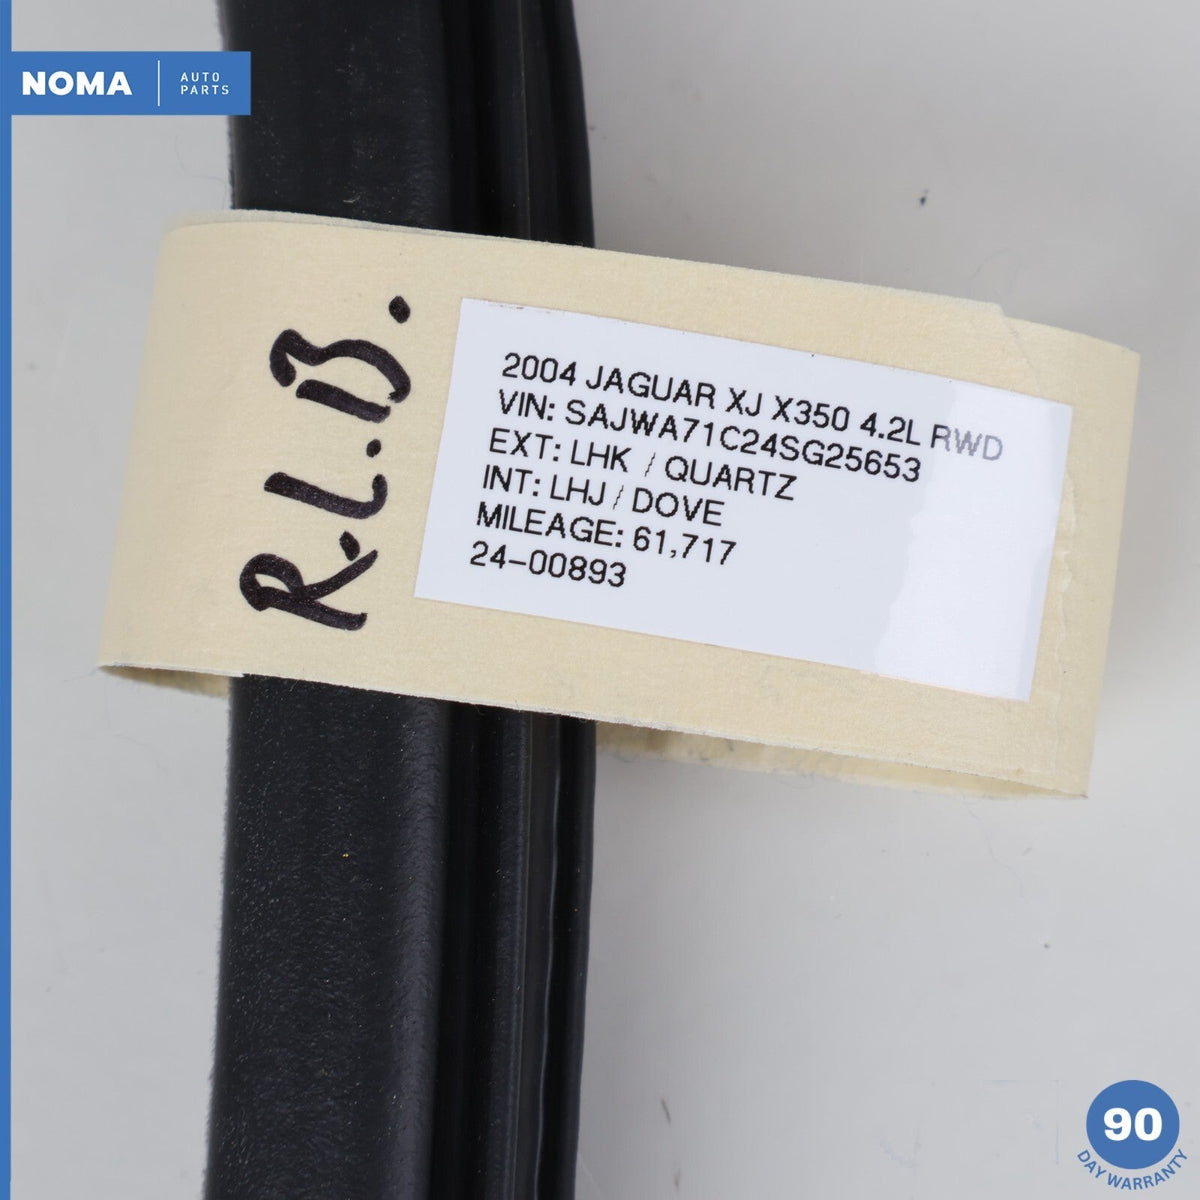 NOMA
AUTO
PARTS
R.L.B.
2004 JAGUAR XJ X350 4.2L RWD
VIN: SAJWA71C24SG25653
EXT: LHK / QUARTZ
INT: LHJ / DOVE
MILEAGE: 61,717
24-00893
90
DAY WARRANTY